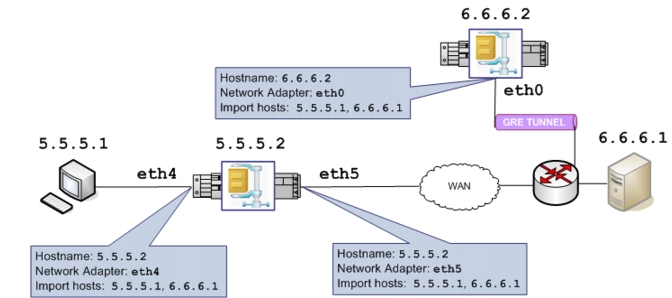 6.6.6.2
Hostname: 6.6.6.2
Network Adapter: eth0
Import hosts: 5.5.5.1, 6.6.6.1
eth0
GRE TUNNEL
6.6.6.1
5.5.5.1
5.5.5.2
eth4
eth5
WAN
Hostname: 5.5.5.2
Network Adapter: eth4
Import hosts: 5.5.5.1, 6.6.6.1
Hostname: 5.5.5.2
Network Adapter: eth5
Import hosts: 5.5.5.1, 6.6.6.1